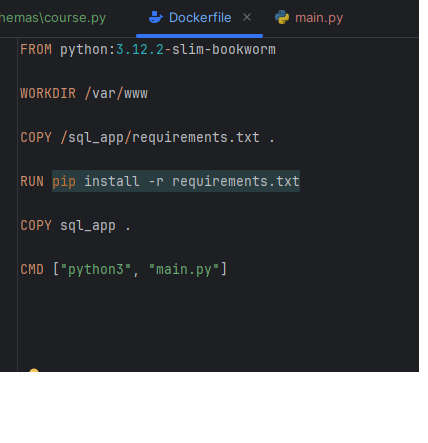 hemas\course.py Dockerfile × main.py
FROM python:3.12.2-slim-bookworm
WORKDIR /var/www
COPY /sql_app/requirements.txt .
RUN pip install -r requirements.txt
COPY sql_app .
CMD ["python3", "main.py"]